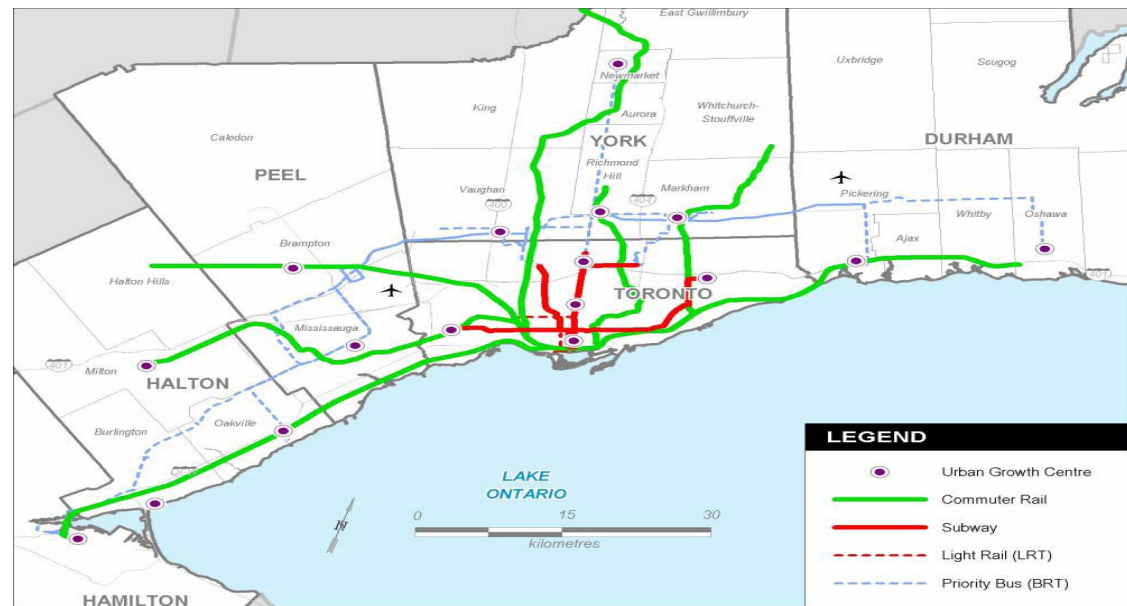 East Gwillimbury
Uxbridge
Scugog
Newmarket
King
Aurora
Whitchurch-
Stouffville
Caledon
YORK
DURHAM
PEEL
Richmond
Hill
Vaughan
400
404
Markham
Pickering
Whitby
Oshawa
Brampton
Ajax
Halton Hills
TORONTO
401
Mississauga
401
Milton
HALTON
Burlington
Oakville
QEW
LAKE
ONTARIO
N
0 15 30
kilometres
HAMILTON
LEGEND
Urban Growth Centre
Commuter Rail
Subway
Light Rail (LRT)
Priority Bus (BRT)